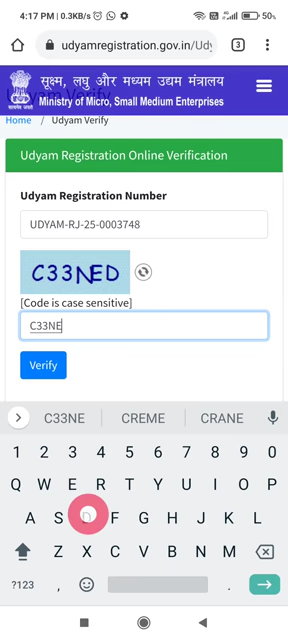 4:17 PM | 0.3KB/s
50%
udyamregistration.gov.in/Udy
3
सूक्ष्म, लघु और मध्यम उद्यम मंत्रालय
Udyam Verify
Ministry of Micro, Small Medium Enterprises
Home / Udyam Verify
Udyam Registration Online Verification
Udyam Registration Number
UDYAM-RJ-25-0003748
C33NED
[Code is case sensitive]
C33NE
Verify
C33NE CREME CRANE
1 2 3 4 5 6 7 8 9 0
Q W E R T Y U I O P
A S D F G H J K L
Z X C V B N M
?123 , .